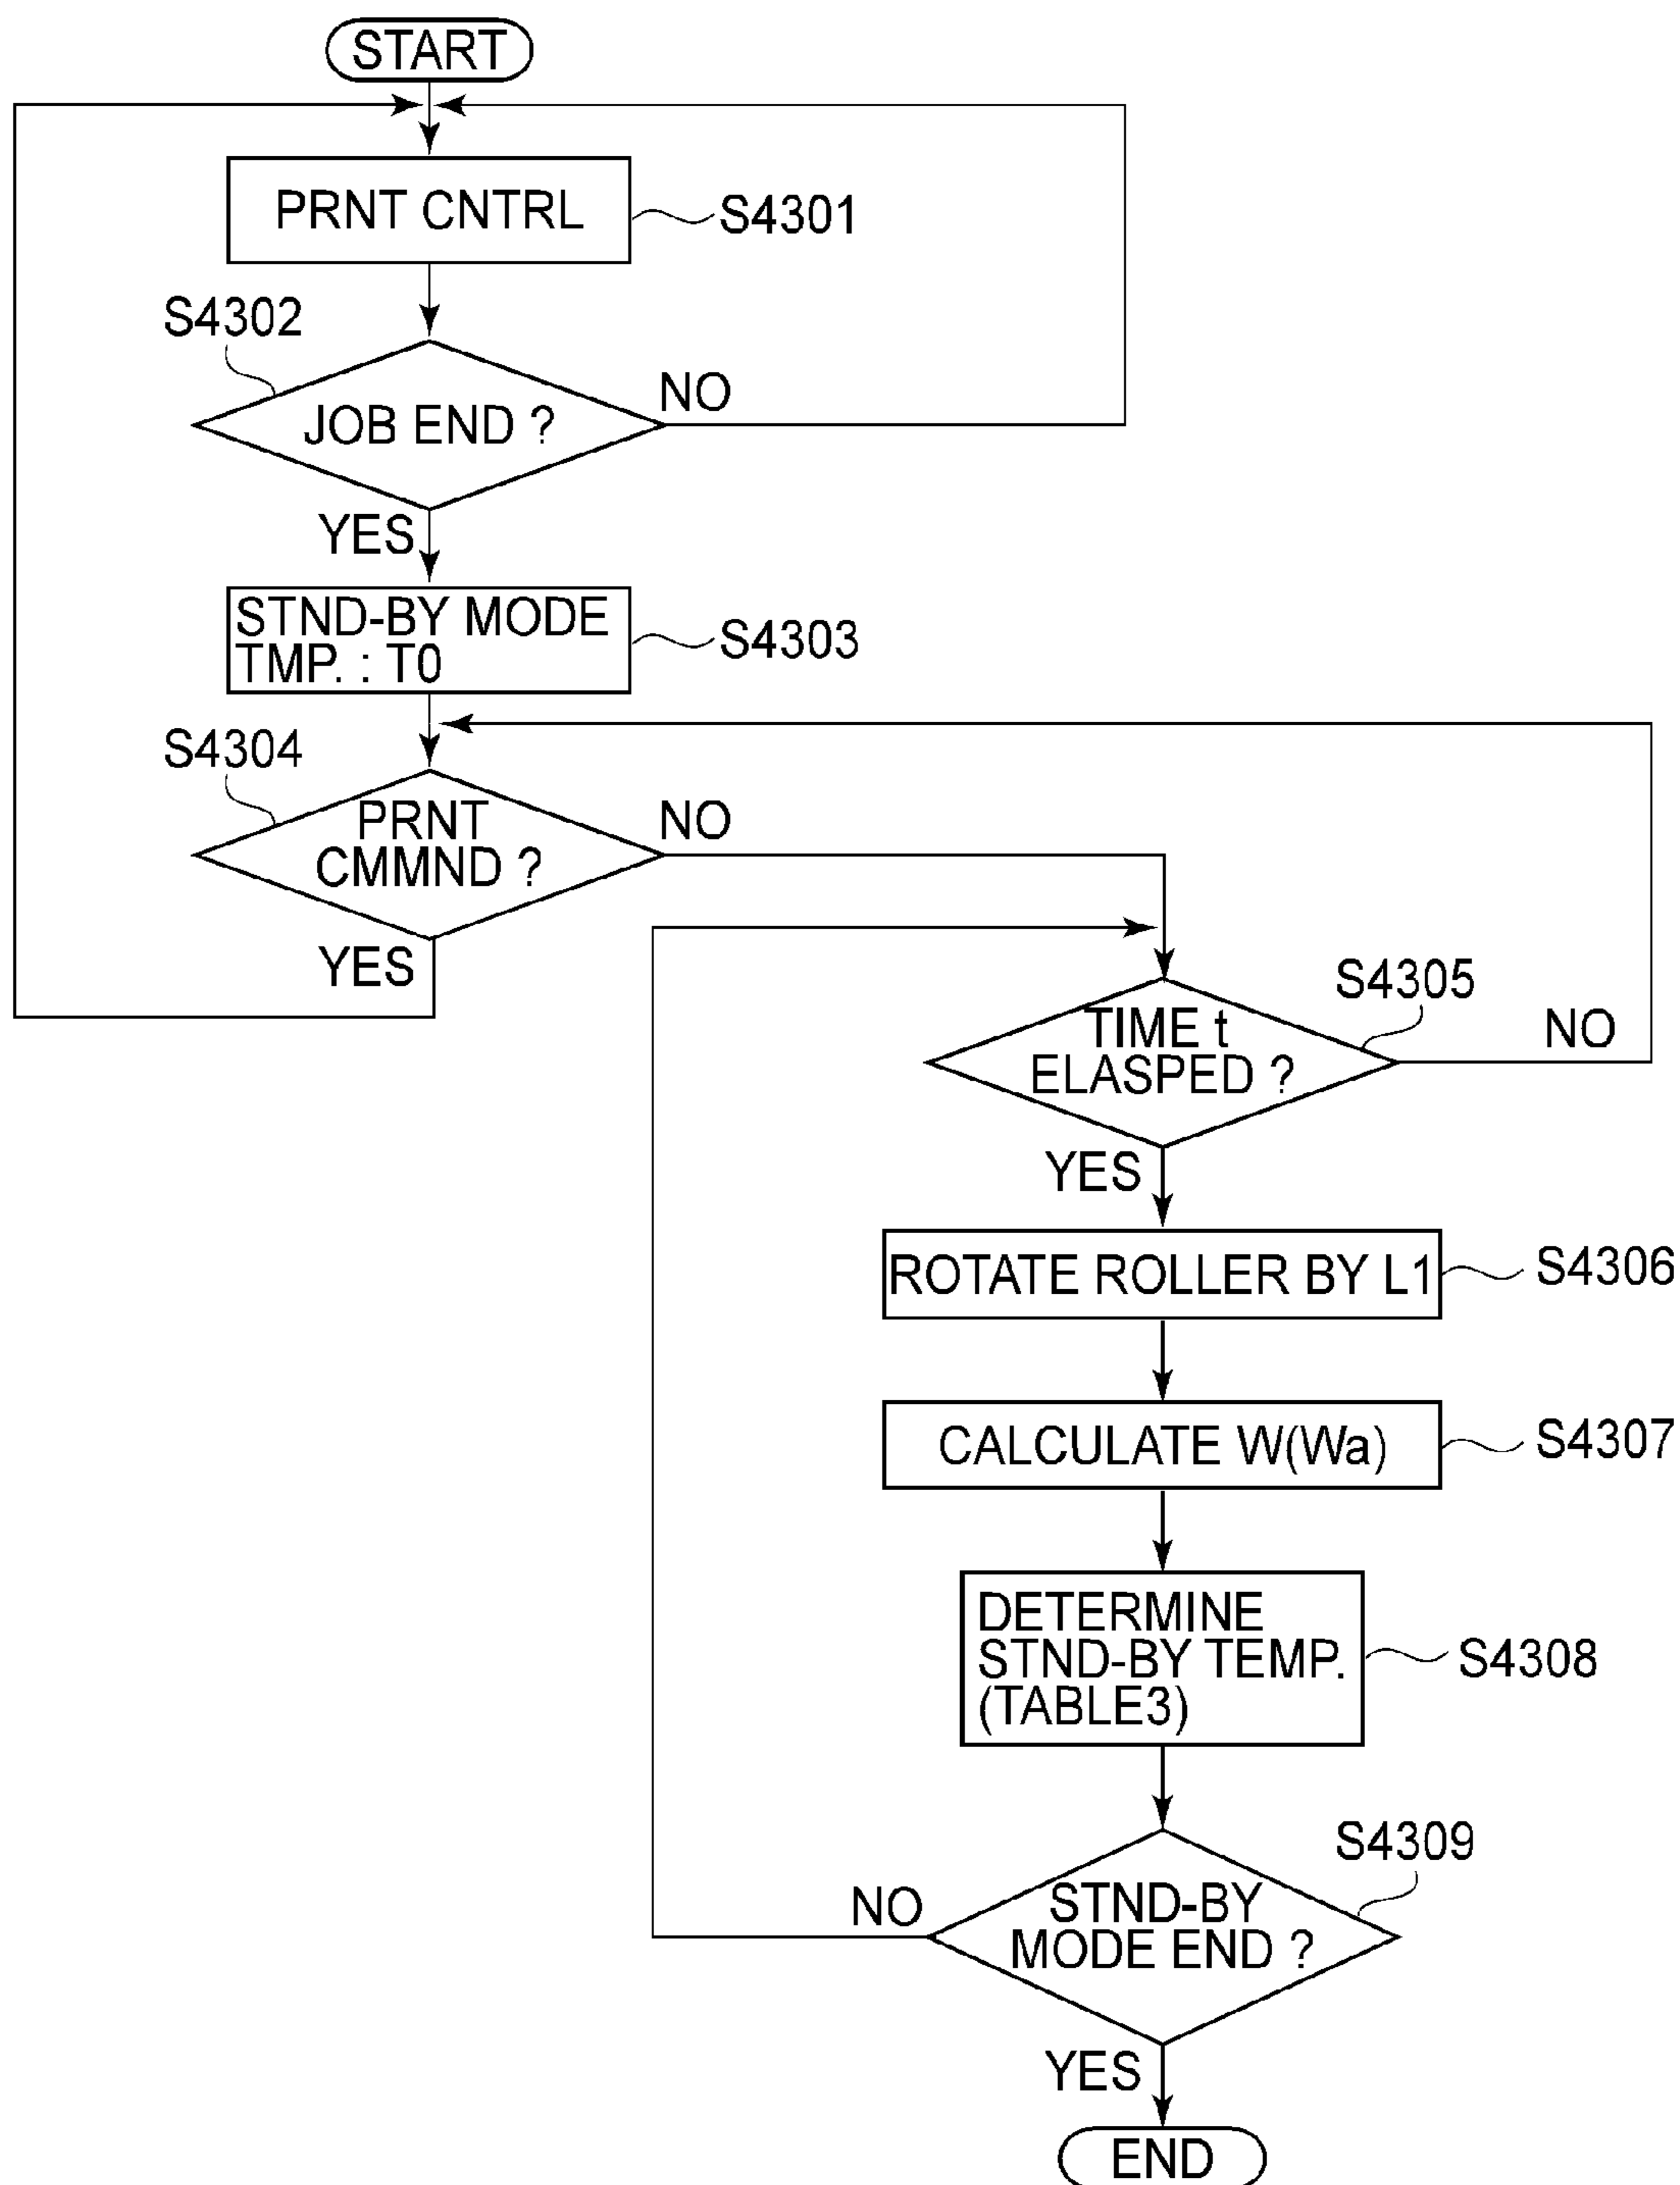 START
PRNT CNTRL
S4301
S4302
JOB END ?
NO
YES
STND-BY MODE
TMP. : T0
S4303
S4304
PRNT
CMMND ?
NO
YES
S4305
TIME t
ELASPED ?
NO
YES
ROTATE ROLLER BY L1
S4306
CALCULATE W(Wa)
S4307
DETERMINE
STND-BY TEMP.
(TABLE3)
S4308
S4309
STND-BY
MODE END ?
NO
YES
END